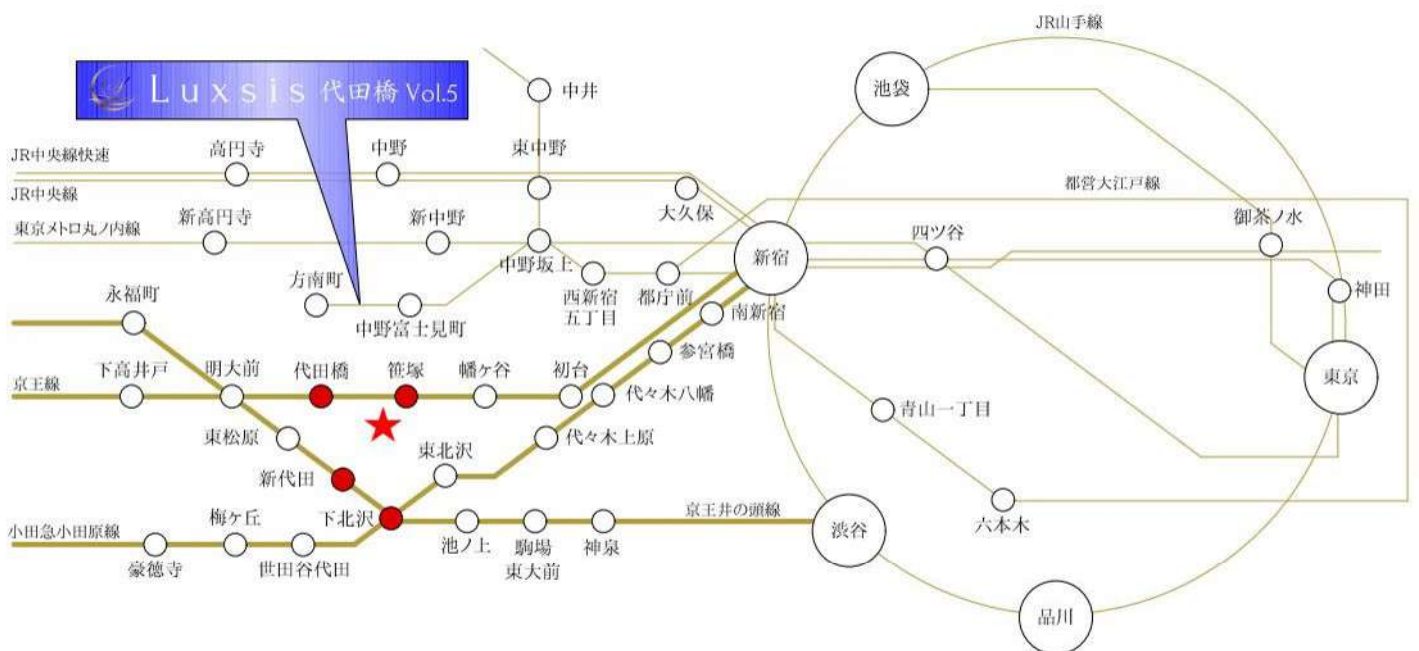 JR山手線
池袋
Luxsis 代田橋 Vol.5
中井
JR中央線快速
高円寺
中野
東中野
JR中央線
大久保
都営大江戸線
東京メトロ丸ノ内線
新高円寺
新中野
中野坂上
新宿
四ツ谷
御茶ノ水
方南町
中野富士見町
西新宿
五丁目
都庁前
南新宿
神田
永福町
参宮橋
京王線
下高井戸
明大前
代田橋
笹塚
幡ヶ谷
初台
代々木八幡
東京
青山一丁目
東松原
東北沢
代々木上原
新代田
小田急小田原線
梅ヶ丘
下北沢
京王井の頭線
渋谷
六本木
豪徳寺
世田谷代田
池ノ上
駒場
東大前
神泉
品川